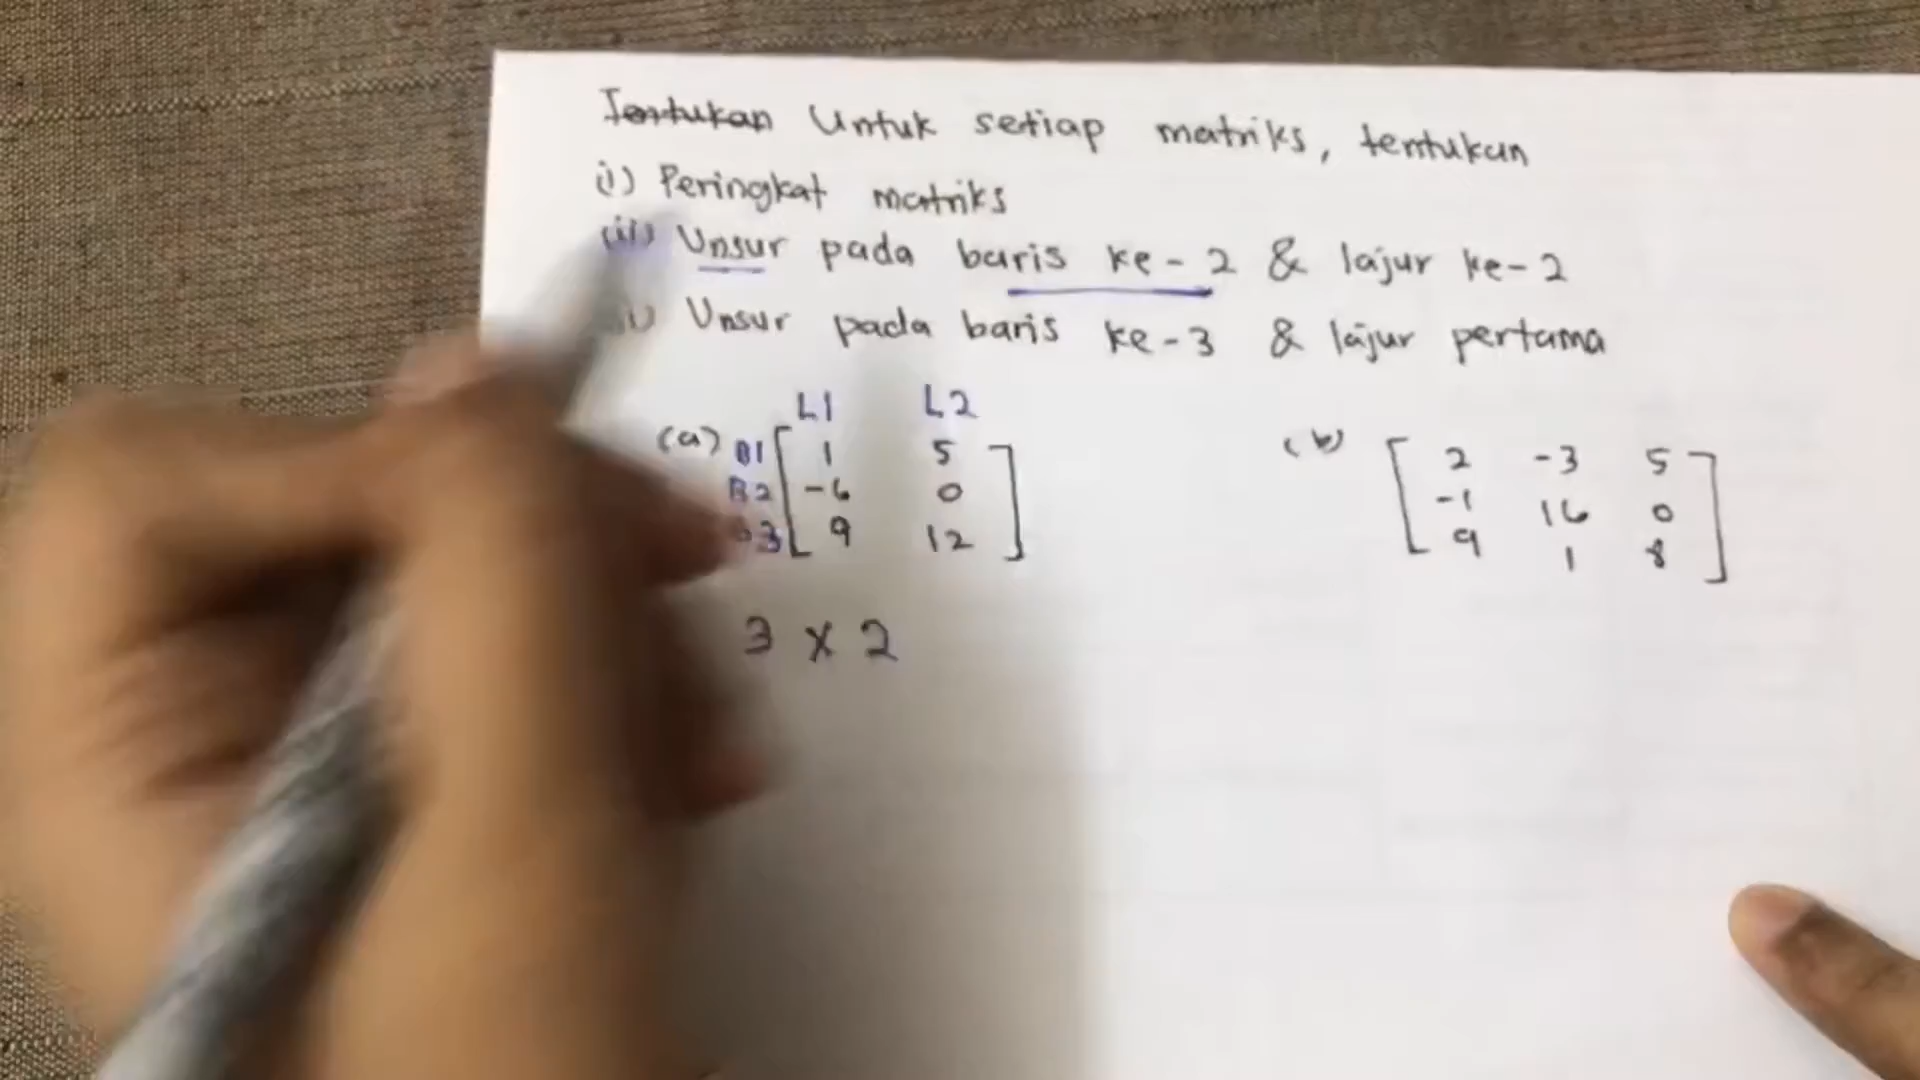 Tentukan Untuk setiap matriks, tentukan
(i) Peringkat matriks
(ii) Unsur pada baris ke-2 & lajur ke-2
Unsur pada baris ke-3 & lajur pertama
L1 L2
(a) B1 1 5
B2 -6 0
3 9 12
(b) 2 -3 5
-1 16 0
9 1 8
3 x 2